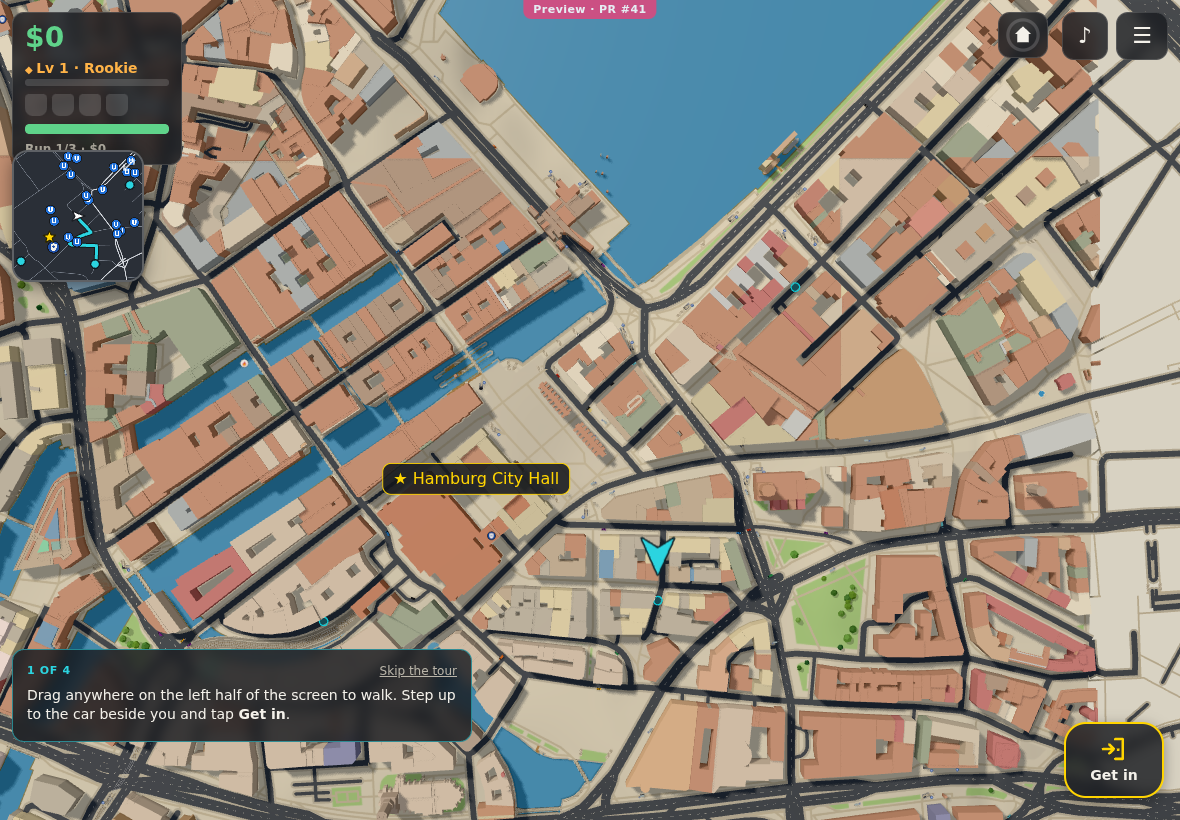 Preview · PR #41
$0
Lv 1 · Rookie
Run 1/3 · $0
★ Hamburg City Hall
1 OF 4
Skip the tour
Drag anywhere on the left half of the screen to walk. Step up
to the car beside you and tap Get in.
Get in